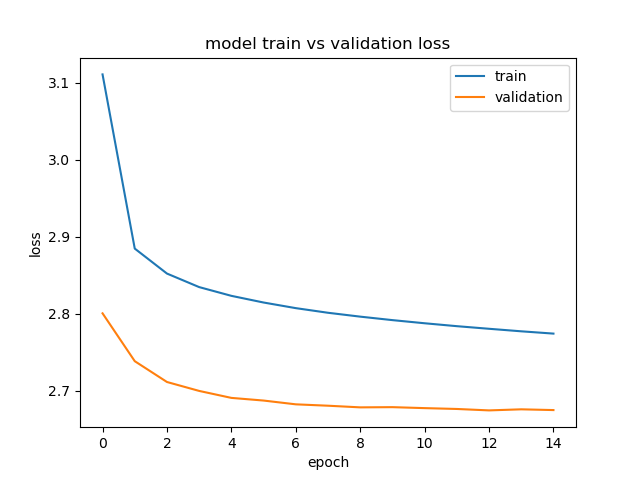 model train vs validation loss
train
validation
loss
3.1
3.0
2.9
2.8
2.7
0 2 4 6 8 10 12 14
epoch